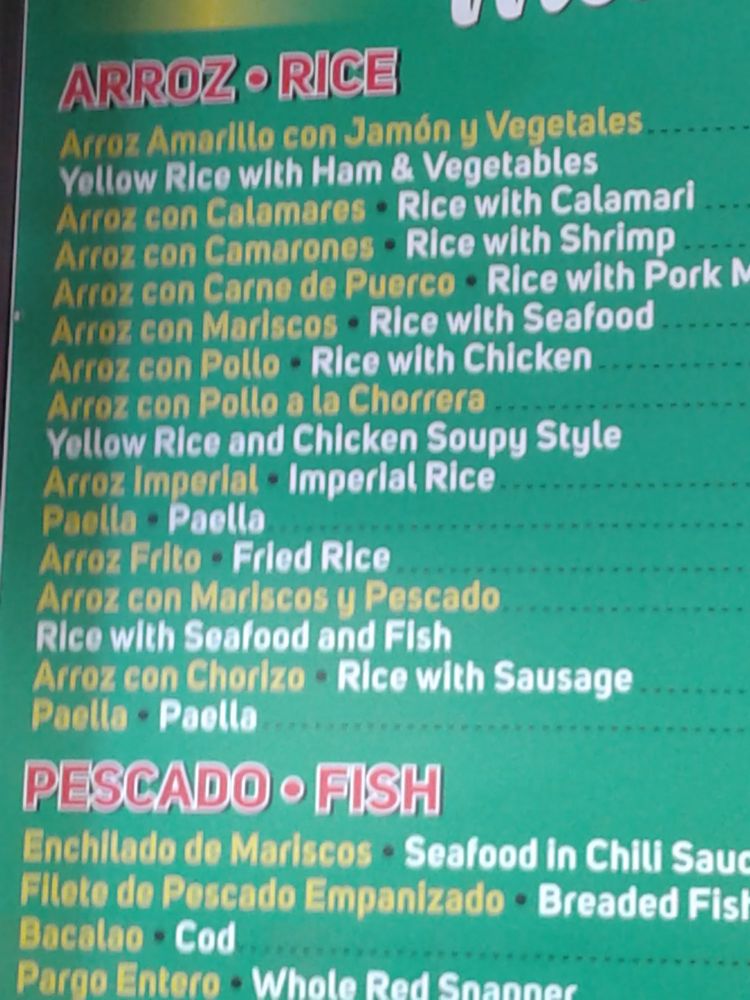 ARROZ • RICE
Arroz Amarillo con Jamón y Vegetales
Yellow Rice with Ham & Vegetables
Arroz con Calamares • Rice with Calamari
Arroz con Camarones • Rice with Shrimp
Arroz con Carne de Puerco • Rice with Pork M
Arroz con Mariscos • Rice with Seafood
Arroz con Pollo • Rice with Chicken
Arroz con Pollo a la Chorrera
Yellow Rice and Chicken Soupy Style
Arroz Imperial • Imperial Rice
Paella • Paella
Arroz Frito • Fried Rice
Arroz con Mariscos y Pescado
Rice with Seafood and Fish
Arroz con Chorizo • Rice with Sausage
Paella • Paella
PESCADO • FISH
Enchilado de Mariscos • Seafood in Chili Sauc
Filete de Pescado Empanizado • Breaded Fish
Bacalao • Cod
Pargo Entero • Whole Red Snapper